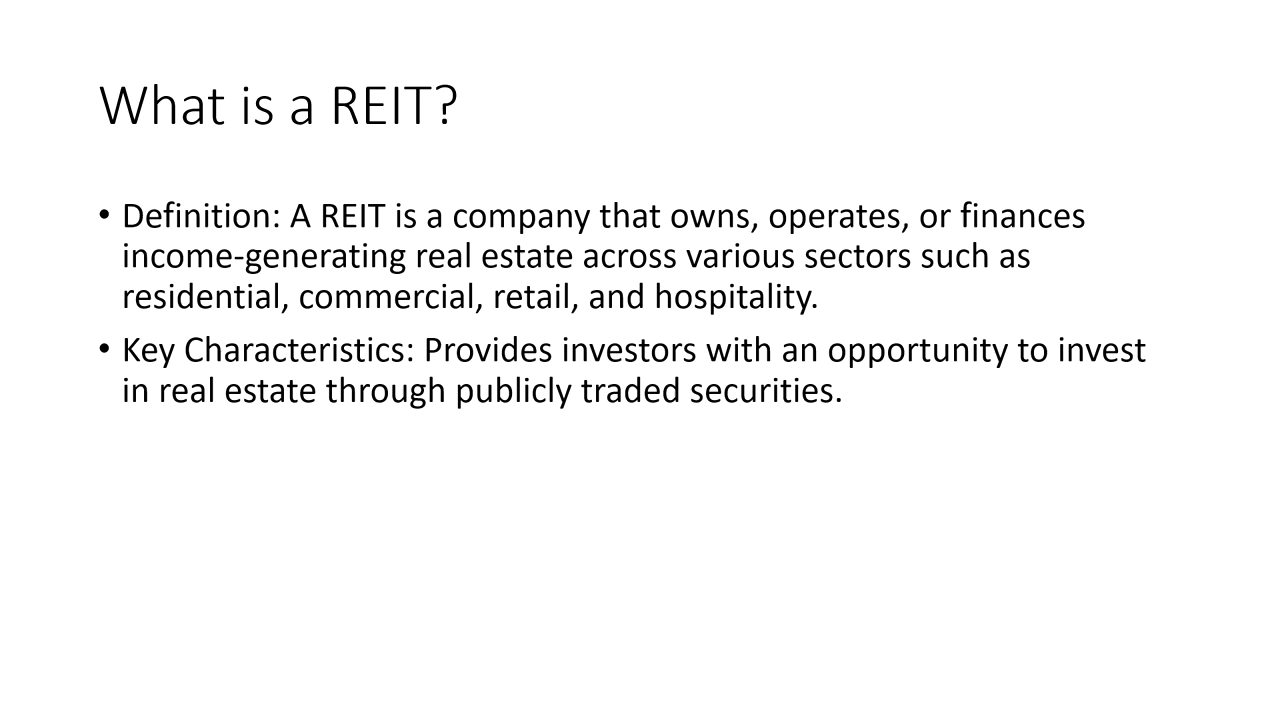 What is a REIT?
• Definition: A REIT is a company that owns, operates, or finances
income-generating real estate across various sectors such as
residential, commercial, retail, and hospitality.
• Key Characteristics: Provides investors with an opportunity to invest
in real estate through publicly traded securities.